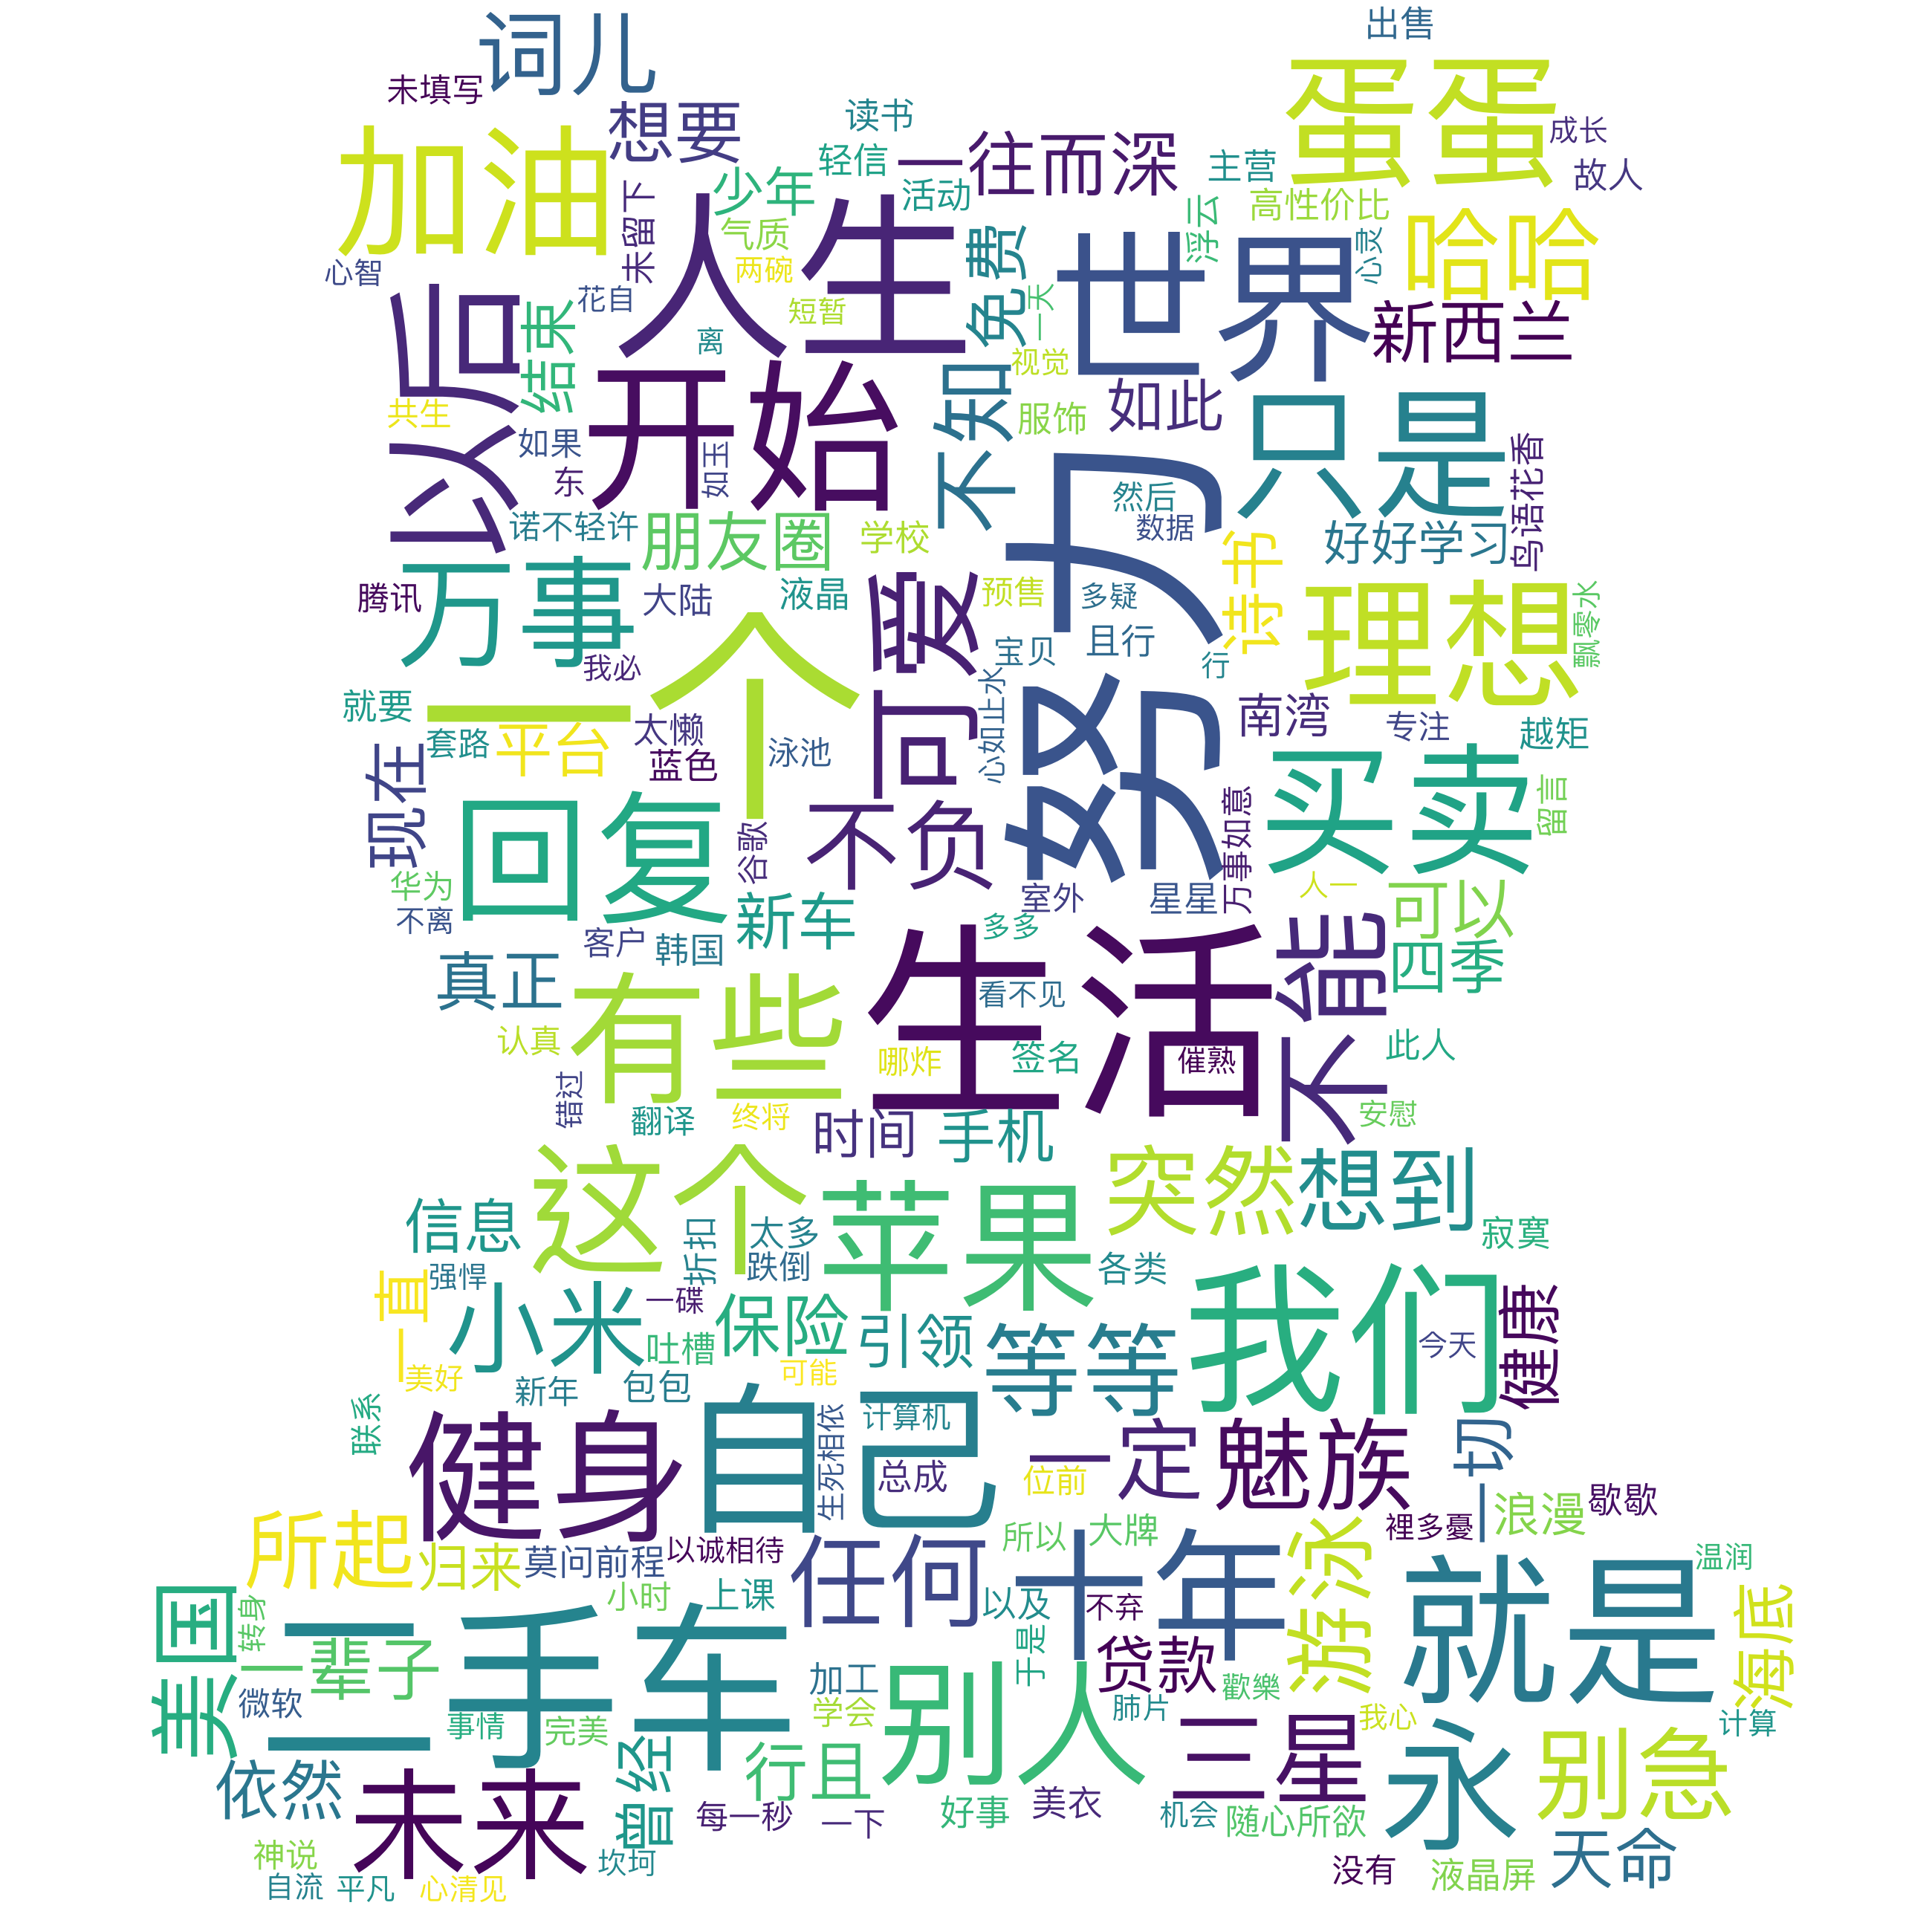 词儿
出售
未填写
加油
想要
读书
蛋蛋
成长
轻信
一往而深
主营
故人
少年
活动
高性价比
心智
未留下
气质
人生
费免
浮云
世界
心灵
哈哈
以后
花自
两碗
短暂
一天
新西兰
结束
离
开始
不知
视觉
如此
只是
共生
如果
东
如玉
服饰
鸟语花香
诺不轻许
朋友圈
学校
努力
然后
数据
诗书
好好学习
腾讯
万事
大陆
液晶
可爱
预售
多疑
理想
飘零水
我必
宝贝
且行
行
就要
一个
心如止水
南湾
专注
越矩
套路
平台
太懒
蓝色
泳池
现在
回复
谷歌
不负
万事如意
买卖
留言
华为
不离
新车
室外
星星
人一
可以
客户
韩国
多多
不能
四季
真正
有些
生活
看不见
认真
哪炸
签名
催熟
此人
错过
翻译
终将
时间
手机
安慰
这个
苹果
突然
想到
信息
折扣
太多
跌倒
各类
寂寞
一直
强悍
小米
一碟
保险
引领
等等
我们
今天
健康
吐槽
美好
新年
包包
可能
联系
健身
自己
生死相依
计算机
总成
一定
位前
魅族
一切
所起
归来
莫问前程
以诚相待
任何
所以
大牌
十年
游泳
裡多憂
浪漫
歇歇
温润
美国
转身
小时
上课
以及
不弃
就是
海底
一辈子
二手车
于是
贷款
微软
加工
别人
歡樂
事情
完美
学会
肺片
三星
我心
永
别急
计算
依然
未来
曾经
行且
每一秒
一下
好事
美衣
机会
随心所欲
天命
神说
坎坷
没有
液晶屏
自流
平凡
心清见